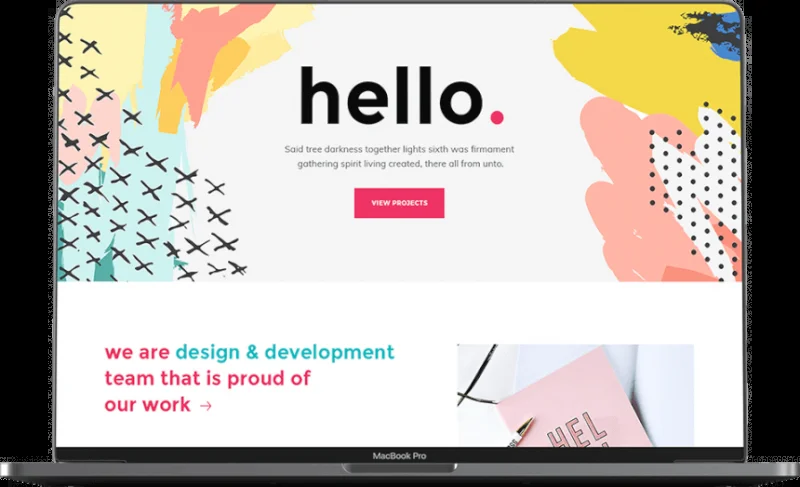 hello.
Said tree darkness together lights sixth was firmament
gathering spirit living created, there all from unto.
VIEW PROJECTS
we are design & development
team that is proud of
our work →
HEL
MacBook Pro